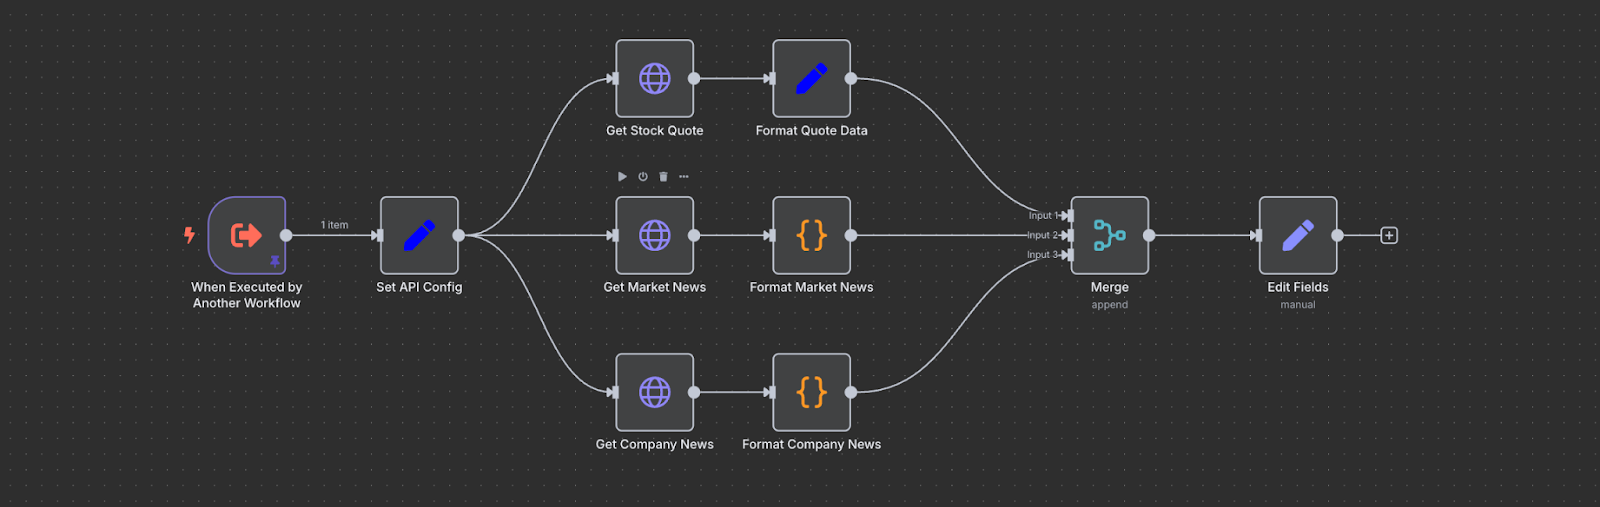 Get Stock Quote
Format Quote Data
1 item
Input 1
Input 2
Input 3
When Executed by
Another Workflow
Set API Config
Get Market News
Format Market News
Merge
append
Edit Fields
manual
Get Company News
Format Company News